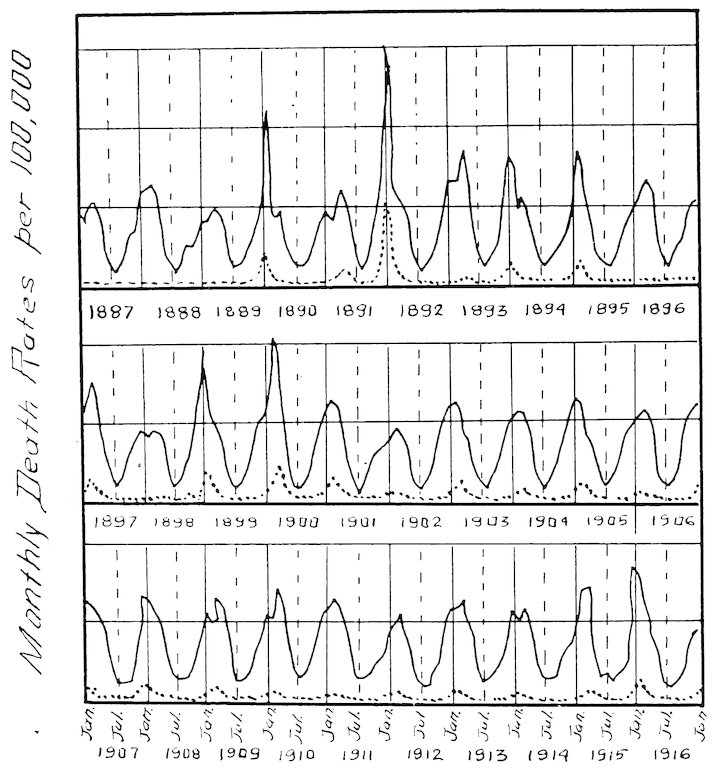 Monthly Death Rates per 100,000
1887 1888 1889 1890 1891 1892 1893 1894 1895 1896
1897 1898 1899 1900 1901 1902 1903 1904 1905 1906
Jan. Jul. Jan. Jul. Jan. Jul. Jan. Jul. Jan Jul. Jan. Jul Jan. Jul. Jan. Jul. Jan. Jul. Jan. Jul. Jan
1907 1908 1909 1910 1911 1912 1913 1914 1915 1916